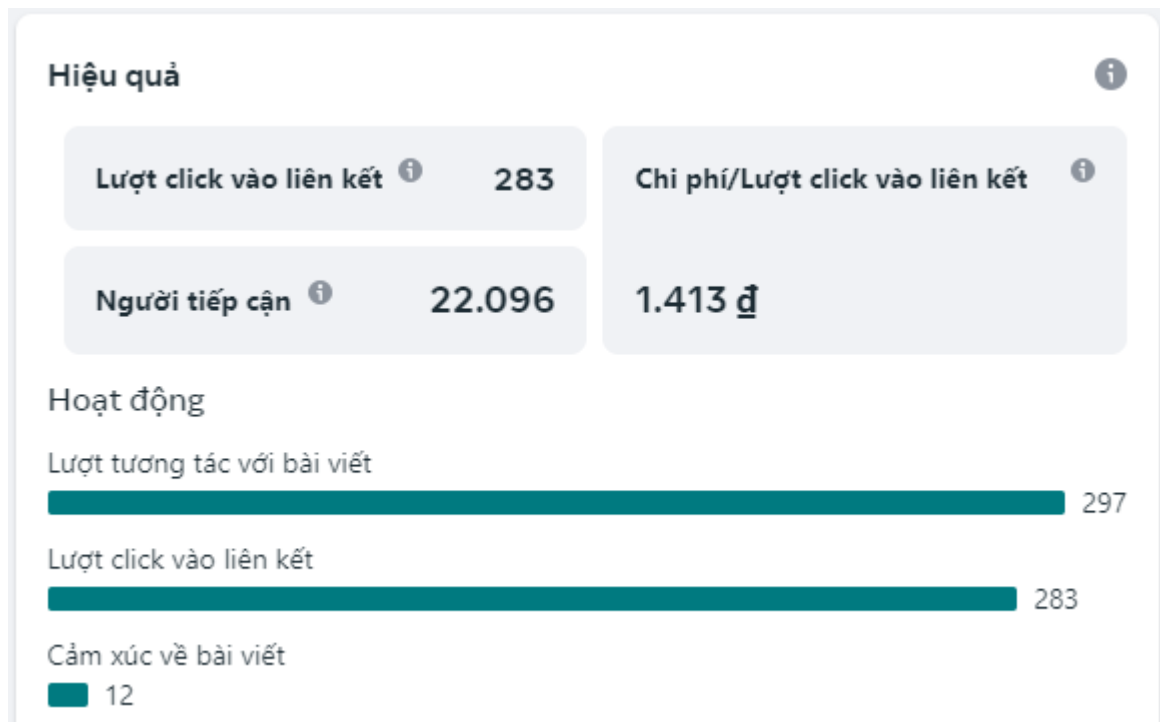 Hiệu quả
Lượt click vào liên kết 283
Người tiếp cận 22.096
Chi phí/Lượt click vào liên kết
1.413 ₫
Hoạt động
Lượt tương tác với bài viết
297
Lượt click vào liên kết
283
Cảm xúc về bài viết
12